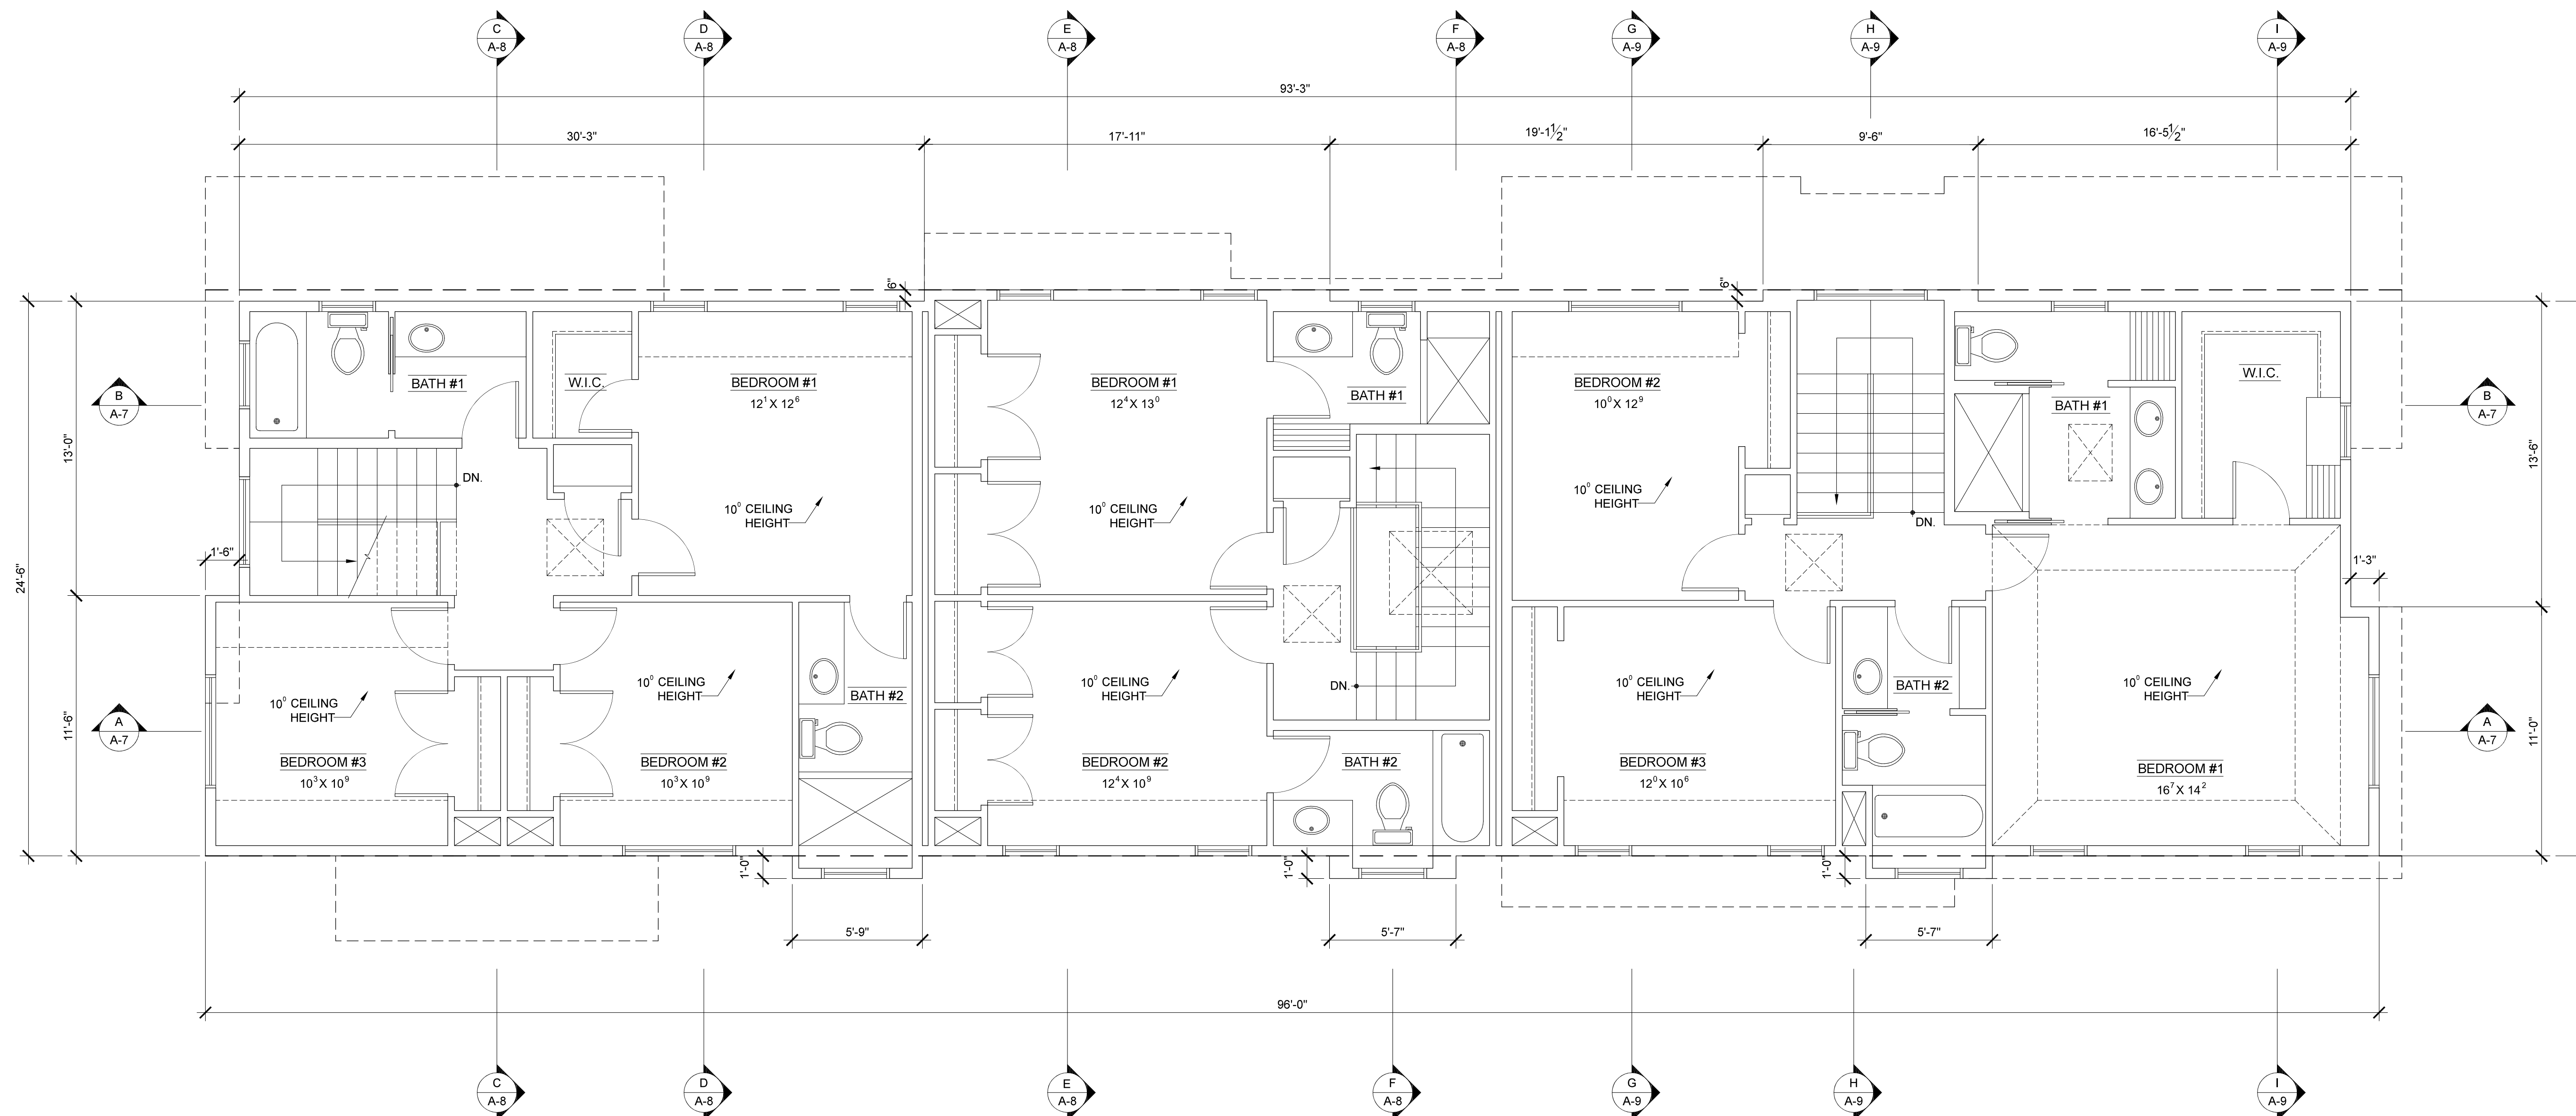 C
A-8
D
A-8
E
A-8
F
A-8
G
A-9
H
A-9
I
A-9
93'-3"
30'-3"
17'-11"
19'-1½"
9'-6"
16'-5½"
6"
6"
BATH #1
W.I.C.
BEDROOM #1
12¹ X 12⁶
BEDROOM #1
12⁴ X 13⁰
BATH #1
BEDROOM #2
10⁰ X 12⁹
BATH #1
W.I.C.
B
A-7
B
A-7
13'-0"
13'-6"
DN.
10⁰ CEILING
HEIGHT
10⁰ CEILING
HEIGHT
10⁰ CEILING
HEIGHT
DN.
1'-6"
1'-3"
24'-6"
10⁰ CEILING
HEIGHT
10⁰ CEILING
HEIGHT
BATH #2
10⁰ CEILING
HEIGHT
DN.
10⁰ CEILING
HEIGHT
BATH #2
10⁰ CEILING
HEIGHT
A
A-7
A
A-7
11'-6"
11'-0"
BEDROOM #3
10³ X 10⁹
BEDROOM #2
10³ X 10⁹
BEDROOM #2
12⁴ X 10⁹
BATH #2
BEDROOM #3
12⁰ X 10⁶
BEDROOM #1
16⁷ X 14²
1'-0"
1'-0"
1'-0"
5'-9"
5'-7"
5'-7"
96'-0"
C
A-8
D
A-8
E
A-8
F
A-8
G
A-9
H
A-9
I
A-9